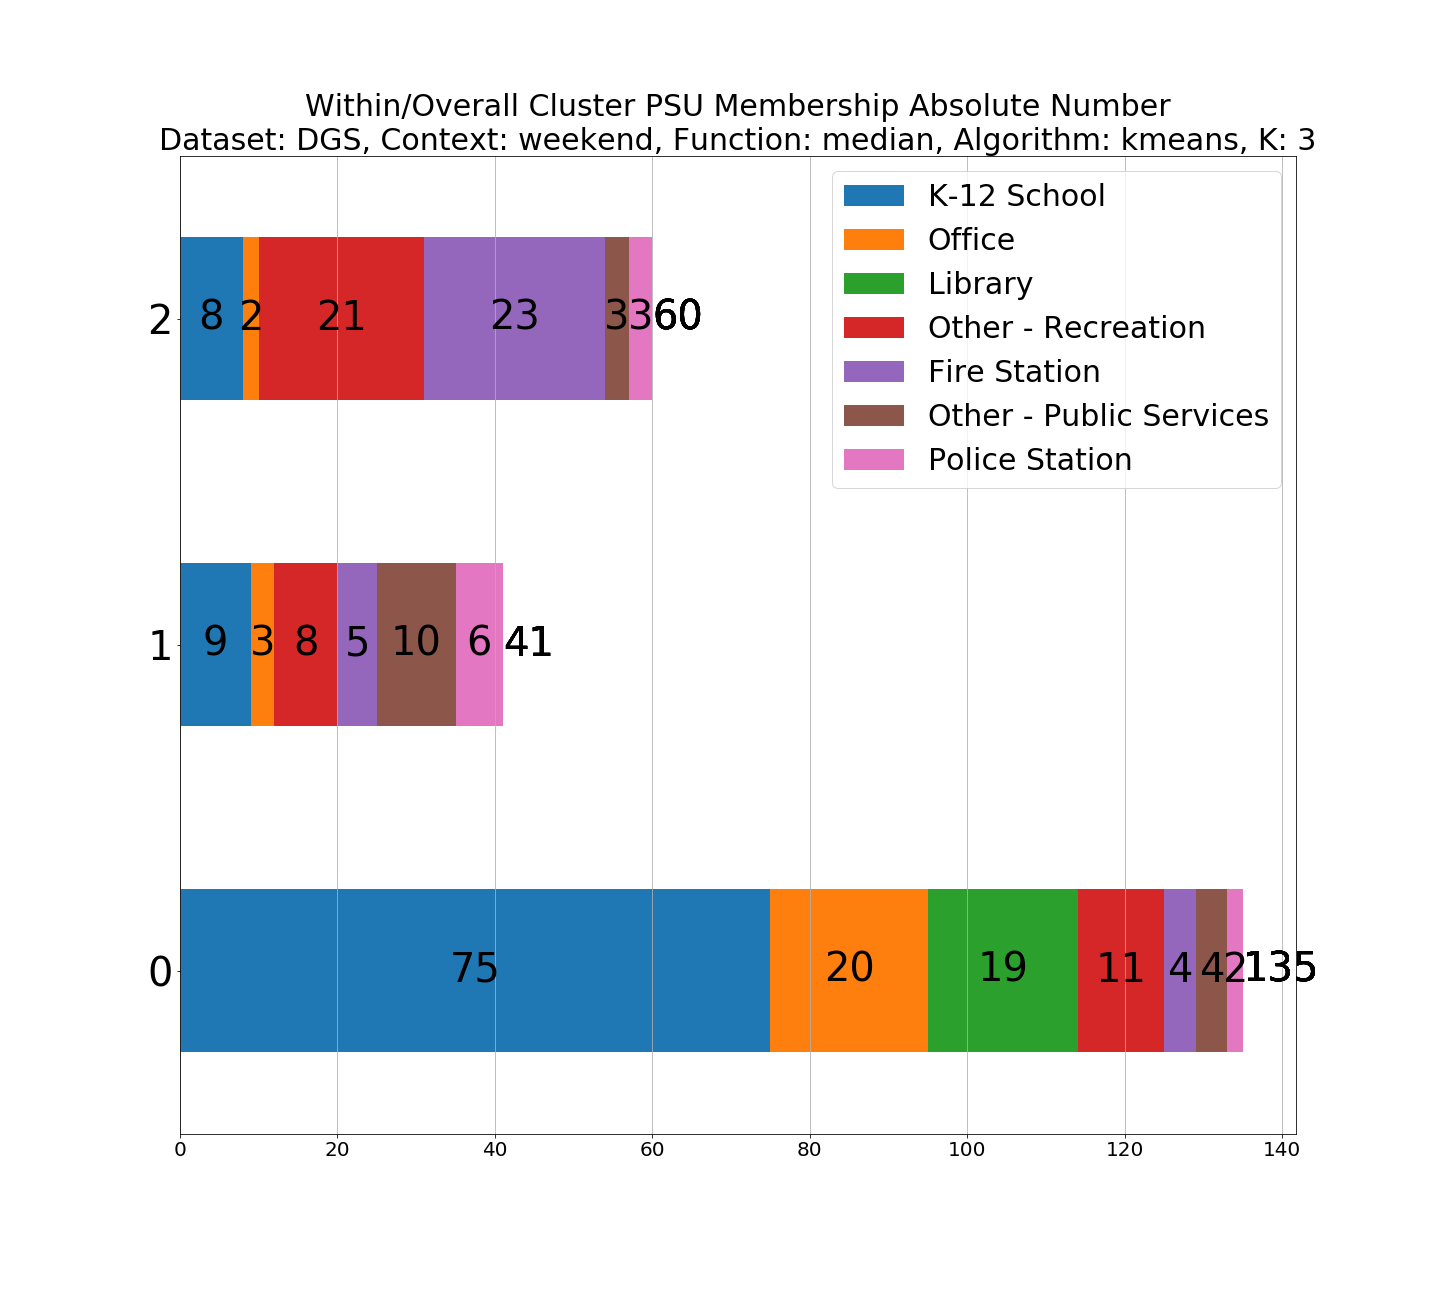 Within/Overall Cluster PSU Membership Absolute Number
Dataset: DGS, Context: weekend, Function: median, Algorithm: kmeans, K: 3
K-12 School
Office
Library
Other - Recreation
Fire Station
Other - Public Services
Police Station
2 8 2 21 23 3 3 60
1 9 3 8 5 10 6 41
0 75 20 19 11 4 4 2 135
0 20 40 60 80 100 120 140